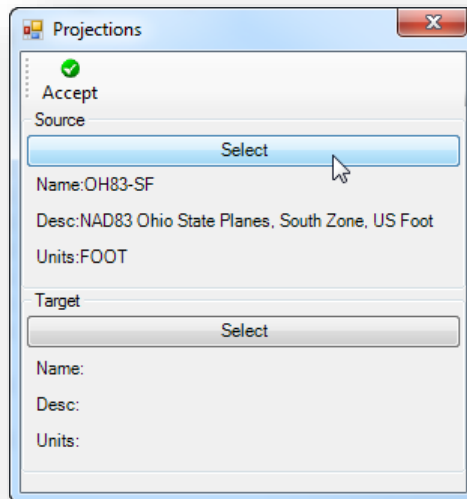 Projections
Accept
Source
Select
Name:OH83-SF
Desc:NAD83 Ohio State Planes, South Zone, US Foot
Units:FOOT
Target
Select
Name:
Desc:
Units: